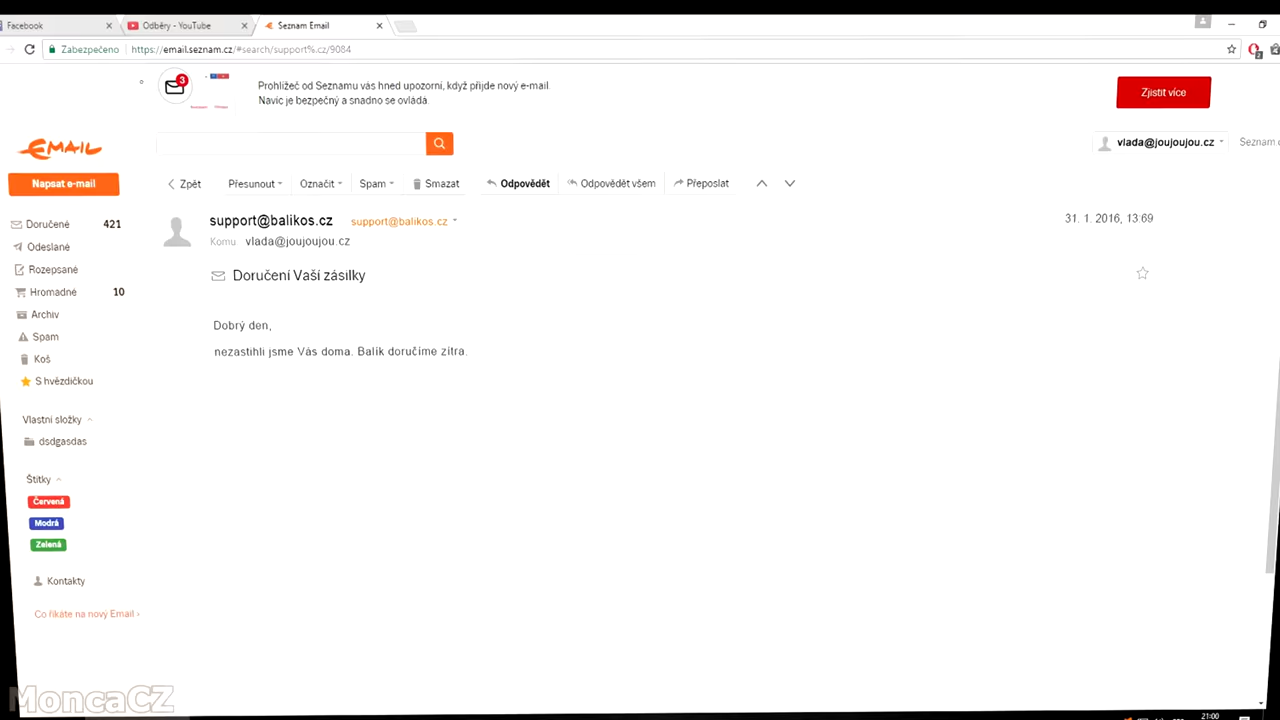 Facebook
Odběry - YouTube
Seznam Email
Zabezpečeno
https://email.seznam.cz/#search/support%.cz/9084
2
3
Prohlížeč od Seznamu vás hned upozorní, když přijde nový e-mail.
Navíc je bezpečný a snadno se ovládá.
Zjistit více
EMAIL
vlada@joujoujou.cz
Seznam
Napsat e-mail
Zpět
Přesunout
Označit
Spam
Smazat
Odpovědět
Odpovědět všem
Přeposlat
Doručené 421
Odeslané
Rozepsané
Hromadné 10
Archiv
Spam
Koš
S hvězdičkou
Vlastní složky
dsdgasdas
Štítky
Červená
Modrá
Zelená
Kontakty
Co říkáte na nový Email ›
support@balikos.cz support@balikos.cz
31. 1. 2016, 13:69
Komu vlada@joujoujou.cz
Doručení Vaší zásilky
Dobrý den,
nezastihli jsme Vás doma. Balík doručíme zítra.
MoncaCZ
21:00